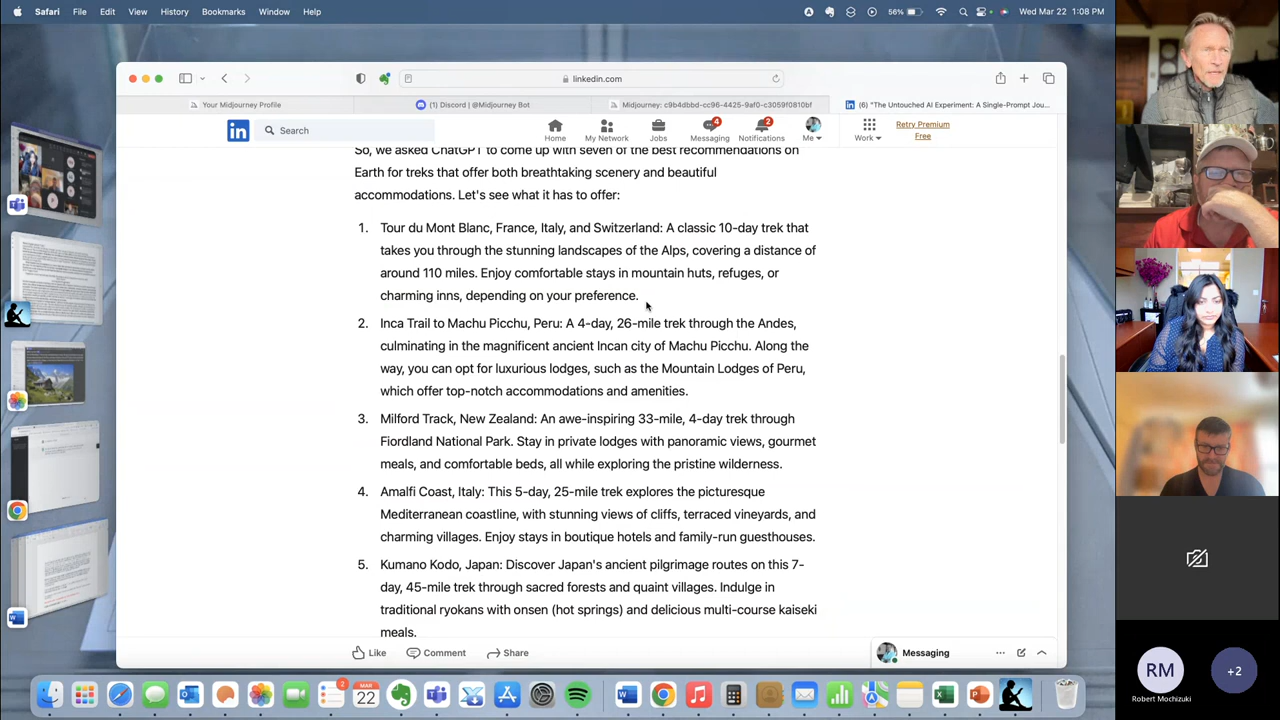 Safari File Edit View History Bookmarks Window Help 56% Wed Mar 22 1:08 PM
linkedin.com
Your Midjourney Profile (1) Discord | @Midjourney Bot Midjourney: c9b4dbbd-cc96-4425-9af0-c3059f0810bf (6) "The Untouched AI Experiment: A Single-Prompt Jou...
in Search Home My Network Jobs 4 Messaging 2 Notifications Me Work Retry Premium
Free
So, we asked ChatGPT to come up with seven of the best recommendations on
Earth for treks that offer both breathtaking scenery and beautiful
accommodations. Let's see what it has to offer:
1. Tour du Mont Blanc, France, Italy, and Switzerland: A classic 10-day trek that
takes you through the stunning landscapes of the Alps, covering a distance of
around 110 miles. Enjoy comfortable stays in mountain huts, refuges, or
charming inns, depending on your preference.
2. Inca Trail to Machu Picchu, Peru: A 4-day, 26-mile trek through the Andes,
culminating in the magnificent ancient Incan city of Machu Picchu. Along the
way, you can opt for luxurious lodges, such as the Mountain Lodges of Peru,
which offer top-notch accommodations and amenities.
3. Milford Track, New Zealand: An awe-inspiring 33-mile, 4-day trek through
Fiordland National Park. Stay in private lodges with panoramic views, gourmet
meals, and comfortable beds, all while exploring the pristine wilderness.
4. Amalfi Coast, Italy: This 5-day, 25-mile trek explores the picturesque
Mediterranean coastline, with stunning views of cliffs, terraced vineyards, and
charming villages. Enjoy stays in boutique hotels and family-run guesthouses.
5. Kumano Kodo, Japan: Discover Japan's ancient pilgrimage routes on this 7-
day, 45-mile trek through sacred forests and quaint villages. Indulge in
traditional ryokans with onsen (hot springs) and delicious multi-course kaiseki
meals.
Like Comment Share Messaging
RM +2
Robert Mochizuki
2
MAR
22